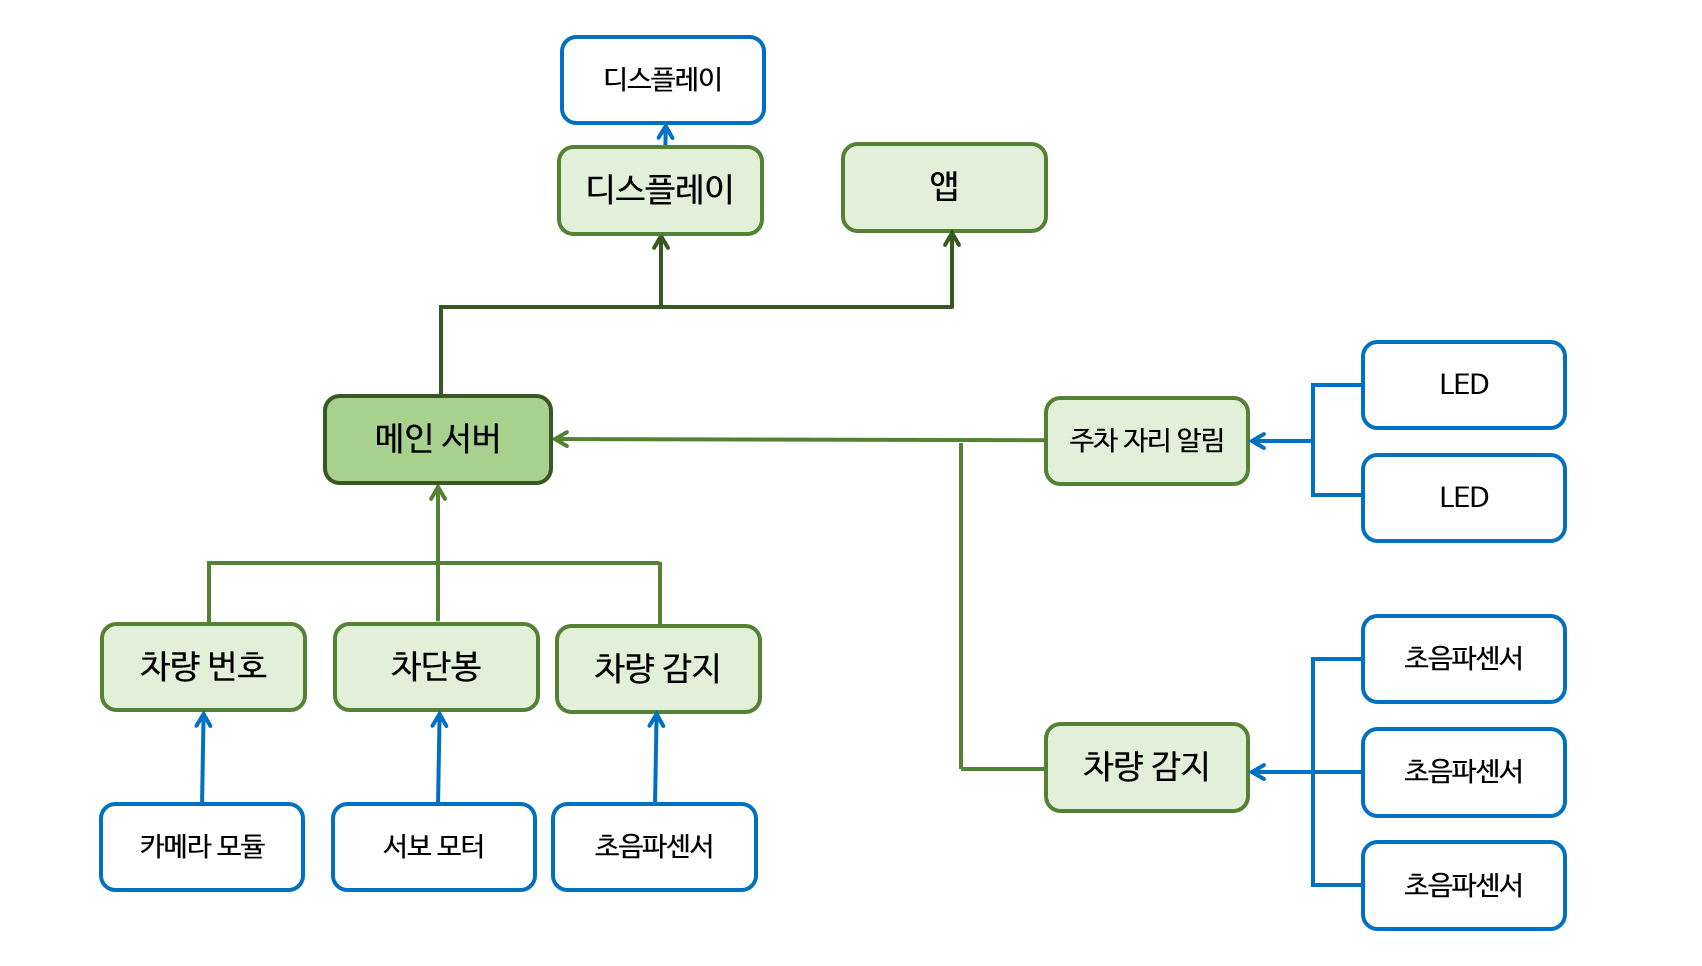 디스플레이
디스플레이
앱
메인 서버
주차 자리 알림
LED
LED
차량 번호
차단봉
차량 감지
차량 감지
초음파센서
초음파센서
초음파센서
카메라 모듈
서보 모터
초음파센서